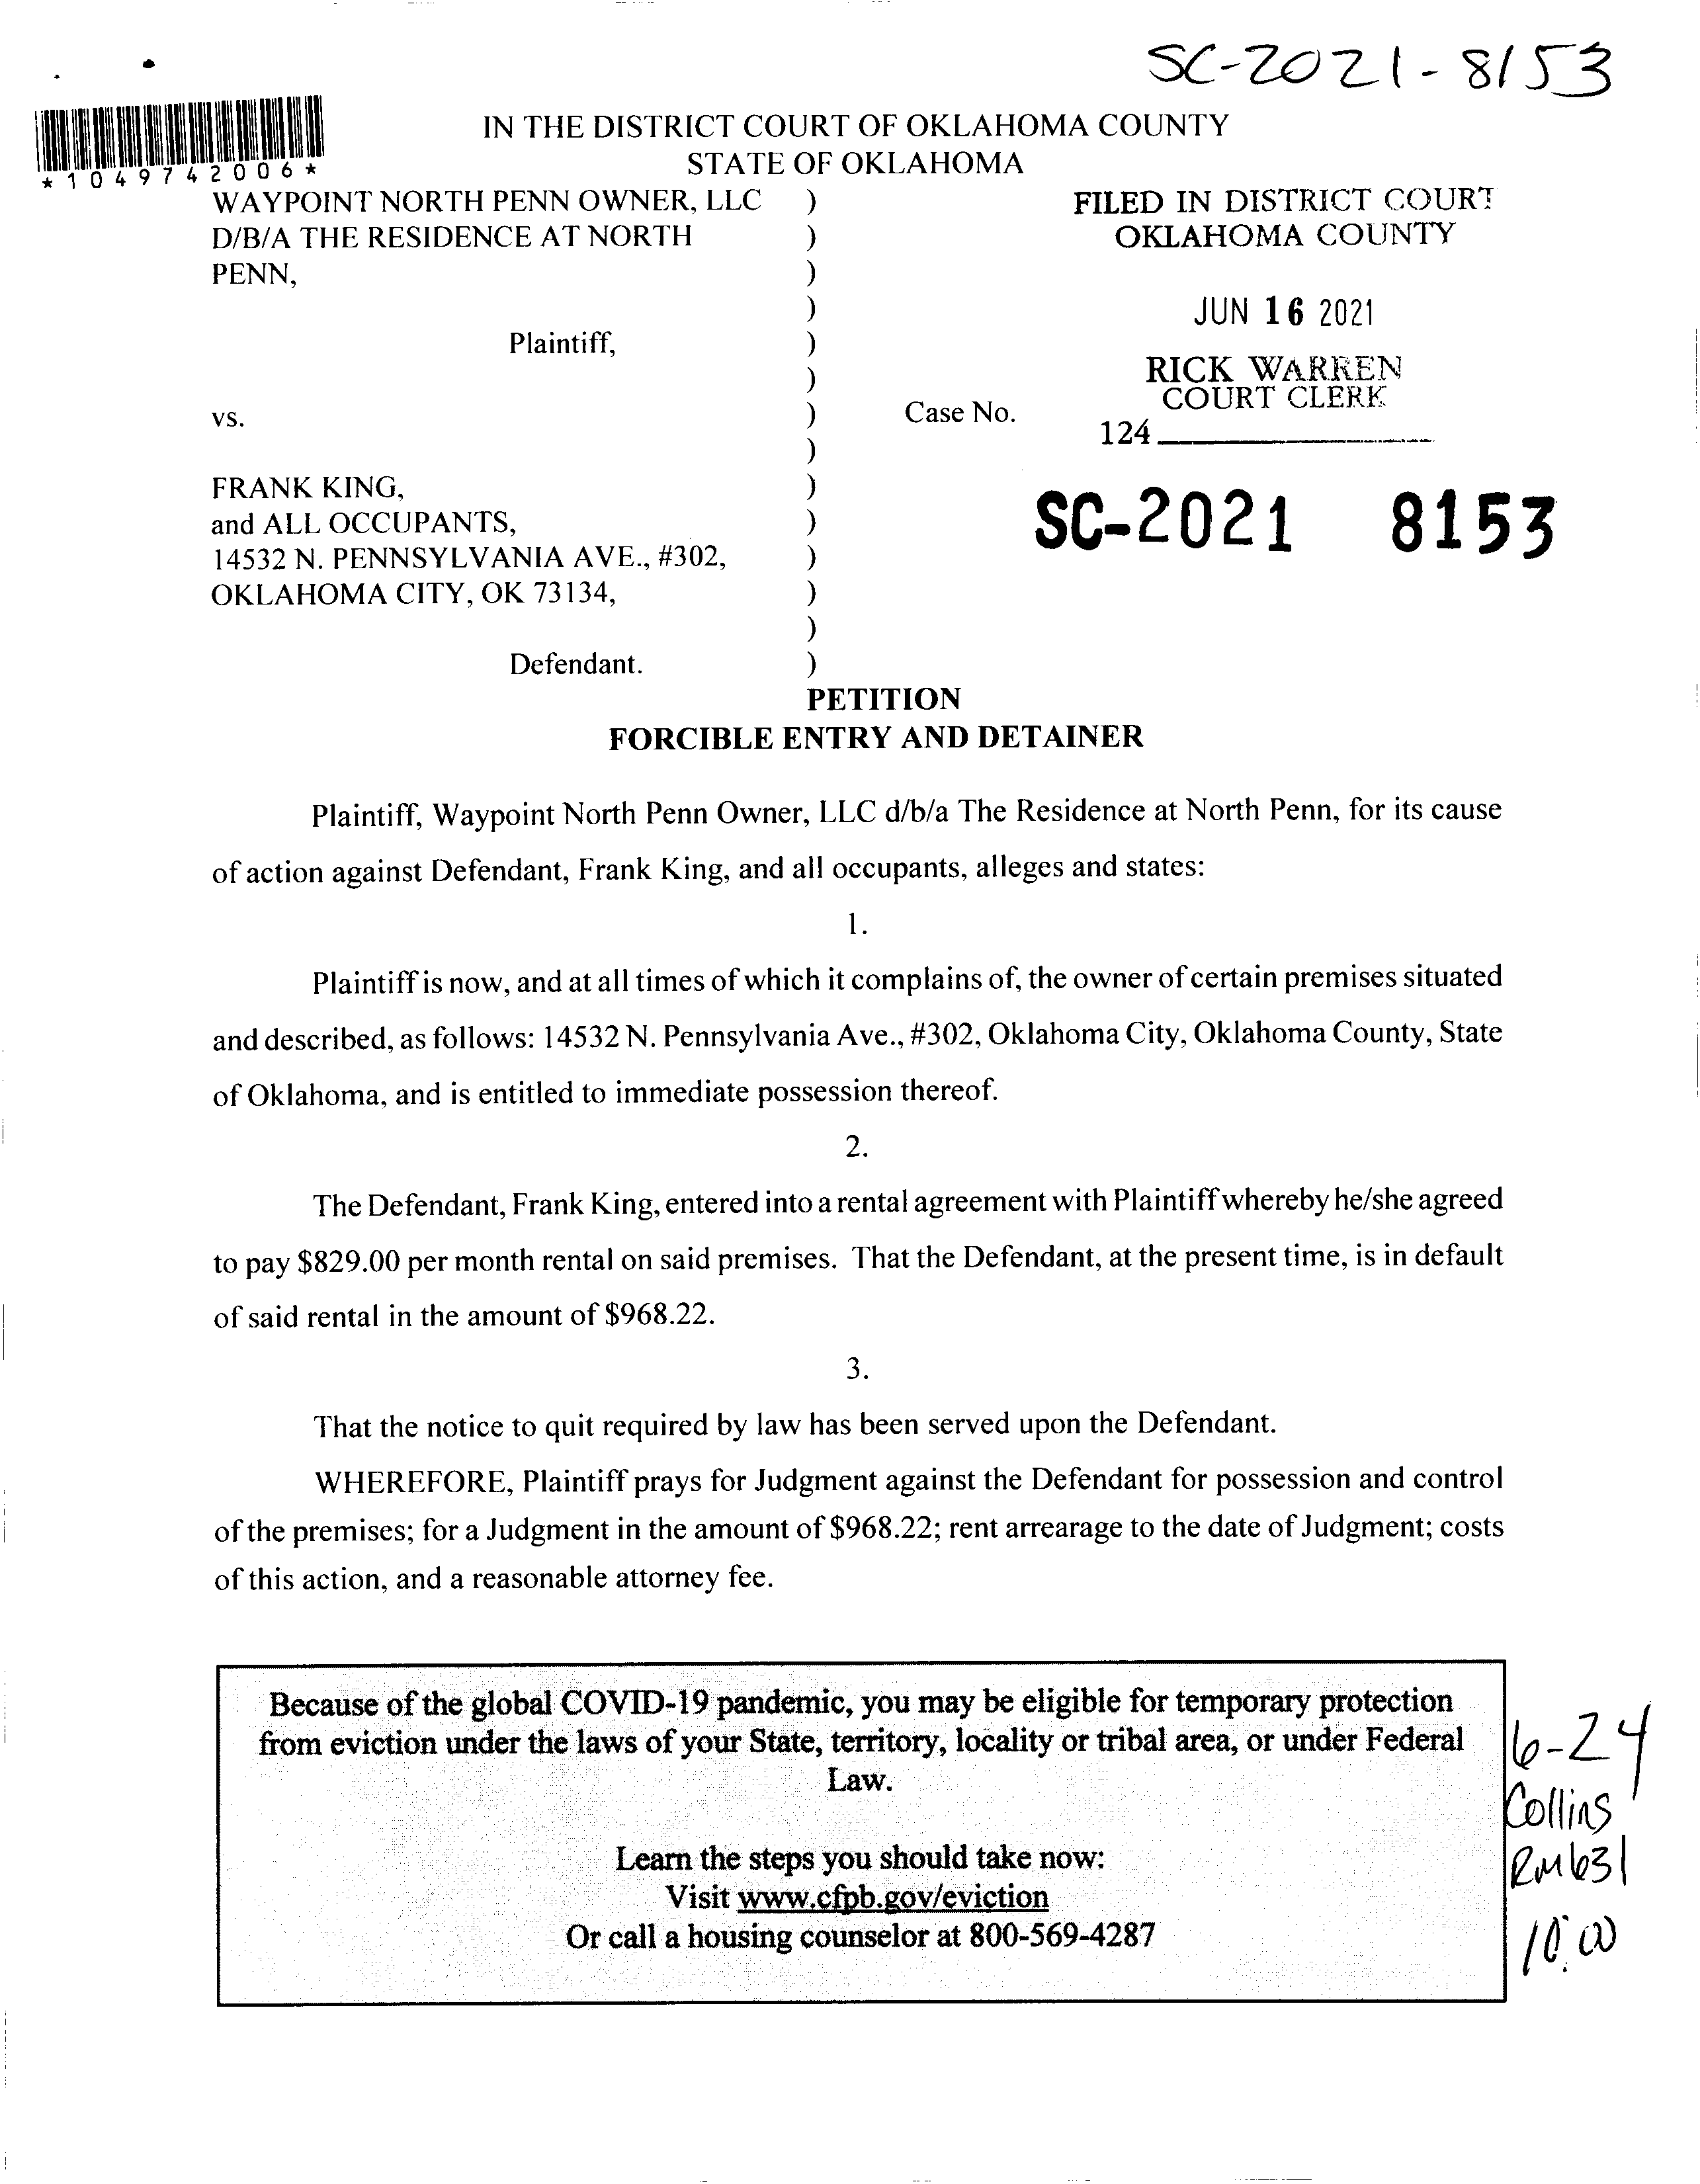 SC-2021-8153
*1049742006*
IN THE DISTRICT COURT OF OKLAHOMA COUNTY
STATE OF OKLAHOMA
WAYPOINT NORTH PENN OWNER, LLC )
D/B/A THE RESIDENCE AT NORTH )
PENN, )
)
Plaintiff, )
)
vs. ) Case No.
)
FRANK KING, )
and ALL OCCUPANTS, )
14532 N. PENNSYLVANIA AVE., #302, )
OKLAHOMA CITY, OK 73134, )
)
Defendant. )
FILED IN DISTRICT COURT
OKLAHOMA COUNTY
JUN 16 2021
RICK WARREN
COURT CLERK
124
SC-2021 8153
PETITION
FORCIBLE ENTRY AND DETAINER
Plaintiff, Waypoint North Penn Owner, LLC d/b/a The Residence at North Penn, for its cause
of action against Defendant, Frank King, and all occupants, alleges and states:
1.
Plaintiff is now, and at all times of which it complains of, the owner of certain premises situated
and described, as follows: 14532 N. Pennsylvania Ave., #302, Oklahoma City, Oklahoma County, State
of Oklahoma, and is entitled to immediate possession thereof.
2.
The Defendant, Frank King, entered into a rental agreement with Plaintiff whereby he/she agreed
to pay $829.00 per month rental on said premises. That the Defendant, at the present time, is in default
of said rental in the amount of $968.22.
3.
That the notice to quit required by law has been served upon the Defendant.
WHEREFORE, Plaintiff prays for Judgment against the Defendant for possession and control
of the premises; for a Judgment in the amount of $968.22; rent arrearage to the date of Judgment; costs
of this action, and a reasonable attorney fee.
Because of the global COVID-19 pandemic, you may be eligible for temporary protection
from eviction under the laws of your State, territory, locality or tribal area, or under Federal
Law.
Learn the steps you should take now:
Visit www.cfpb.gov/eviction
Or call a housing counselor at 800-569-4287
6-24
Collins
RM 631
10:00